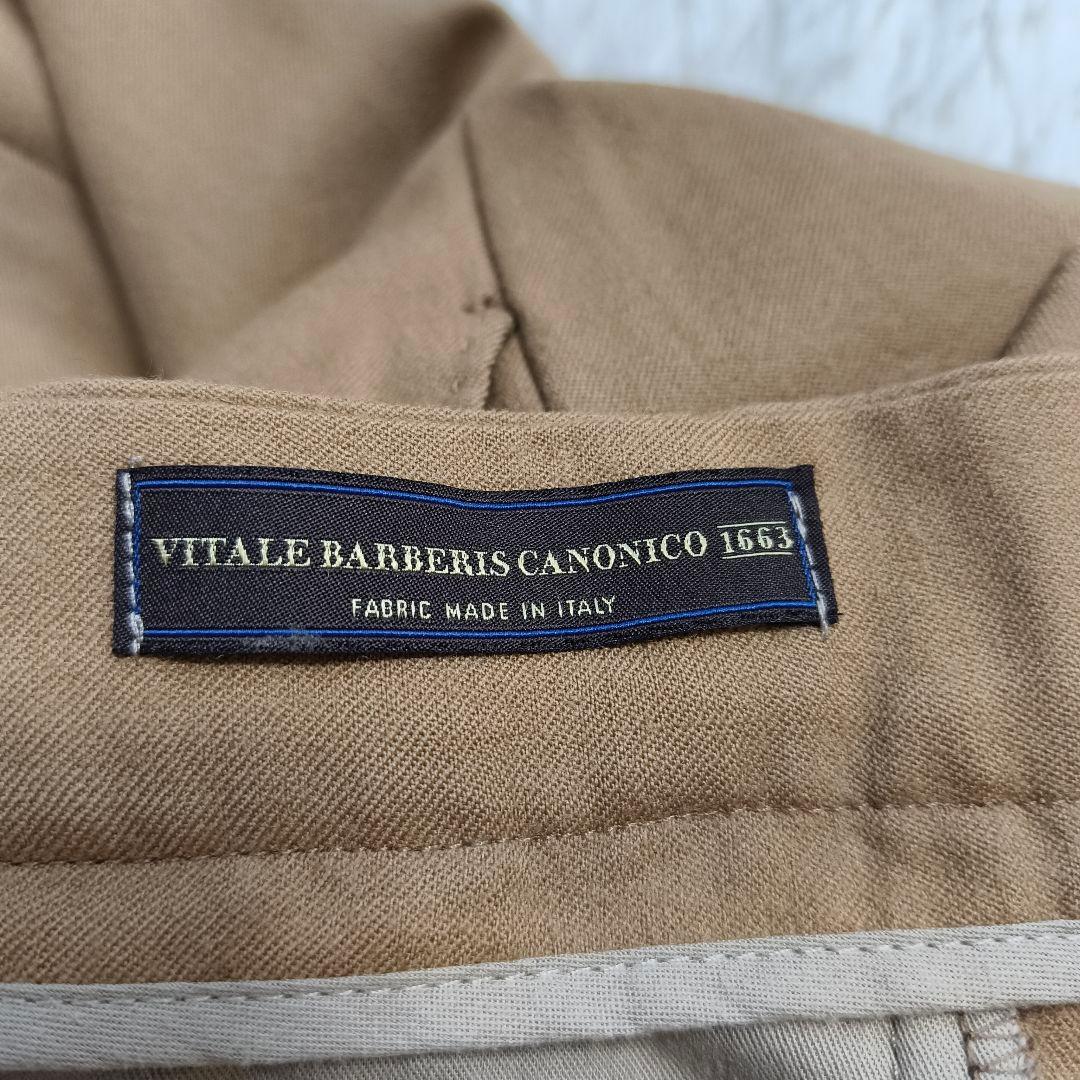 VITALE BARBERIS CANONICO 1663
FABRIC MADE IN ITALY